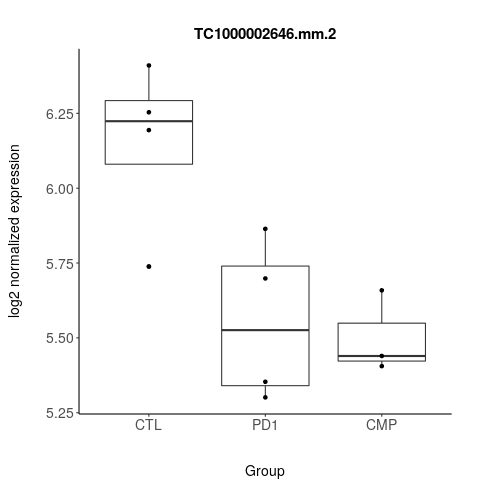 TC1000002646.mm.2
log2 normalized expression
6.25
6.00
5.75
5.50
5.25
CTL PD1 CMP
Group